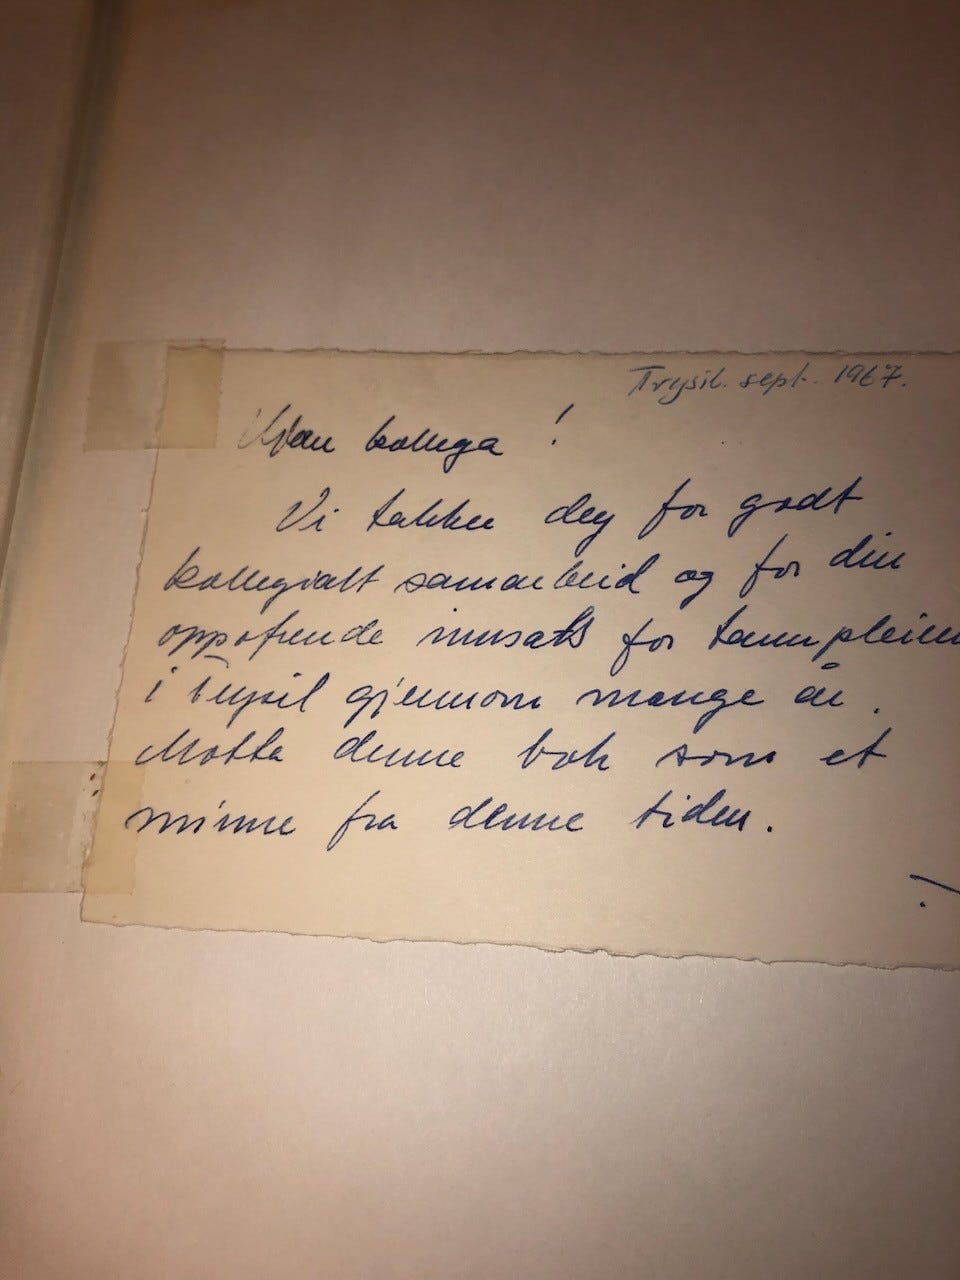 Trysil. sept. 1967.
Kjære kollega !
Vi takker deg for godt
kollegialt samarbeid og for din
oppofrende innsats for tannpleien
i Trysil gjennom mange år.
Motta denne bok som et
minne fra denne tiden.